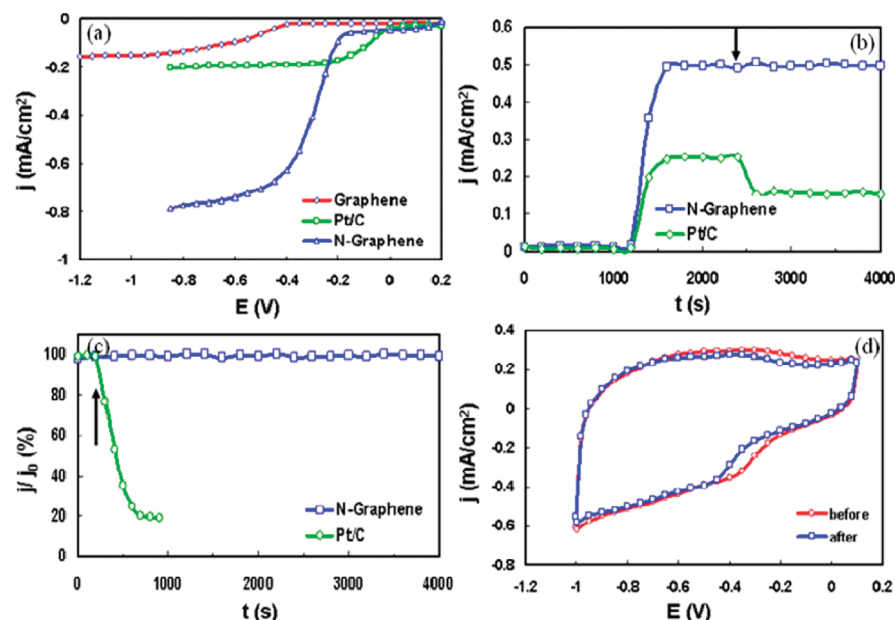 (a)
j (mA/cm²)
0
-0.2
-0.4
-0.6
-0.8
-1
-1.2 -1 -0.8 -0.6 -0.4 -0.2 0 0.2
E (V)
Graphene
Pt/C
N-Graphene
(b)
j (mA/cm²)
0.6
0.5
0.4
0.3
0.2
0.1
0
0 1000 2000 3000 4000
t (s)
N-Graphene
Pt/C
(c)
j/ j₀ (%)
100
80
60
40
20
0
0 1000 2000 3000 4000
t (s)
N-Graphene
Pt/C
(d)
j (mA/cm²)
0.4
0.2
0
-0.2
-0.4
-0.6
-0.8
-1.2 -1 -0.8 -0.6 -0.4 -0.2 0 0.2
E (V)
before
after